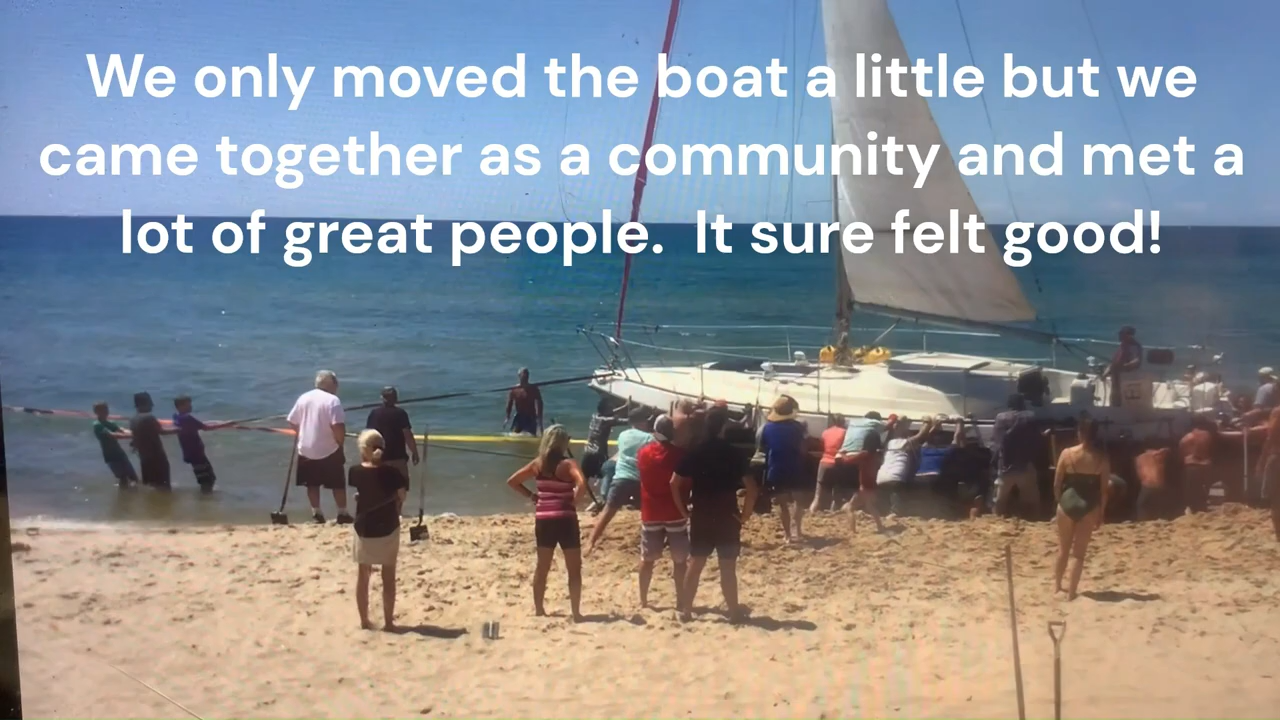 We only moved the boat a little but we
came together as a community and met a
lot of great people.  It sure felt good!